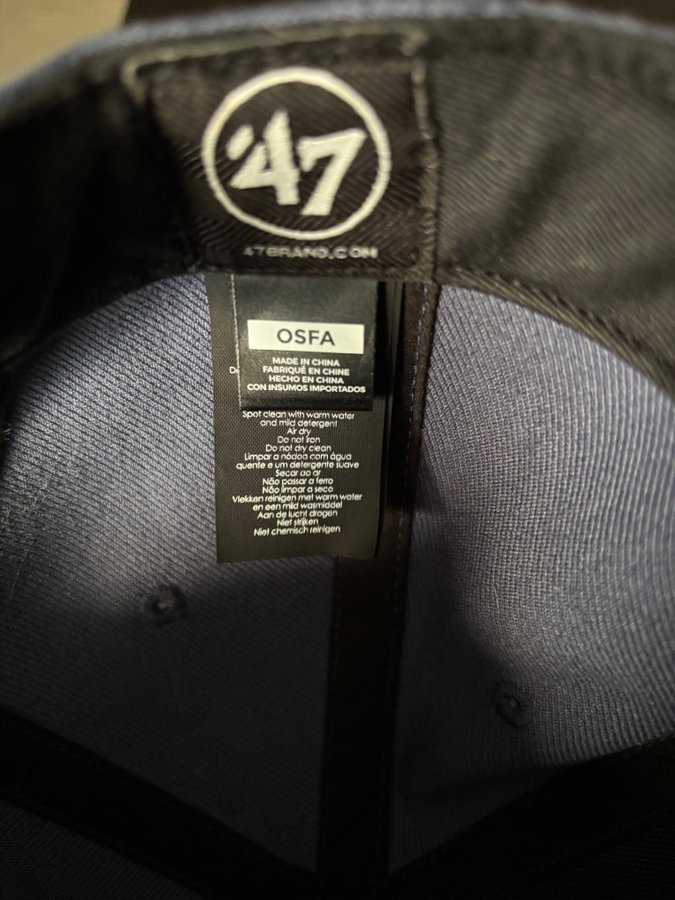 '47
47BRAND.COM
OSFA
MADE IN CHINA
FABRIQUÉ EN CHINE
HECHO EN CHINA
CON INSUMOS IMPORTADOS
Spot clean with warm water
and mild detergent
Air dry
Do not iron
Do not dry clean
Limpar a nódoa com água
quente e um detergente suave
Secar ao ar
Não passar a ferro
Não limpar a seco
Vlekken reinigen met warm water
en een mild wasmiddel
Aan de lucht drogen
Niet strijken
Niet chemisch reinigen